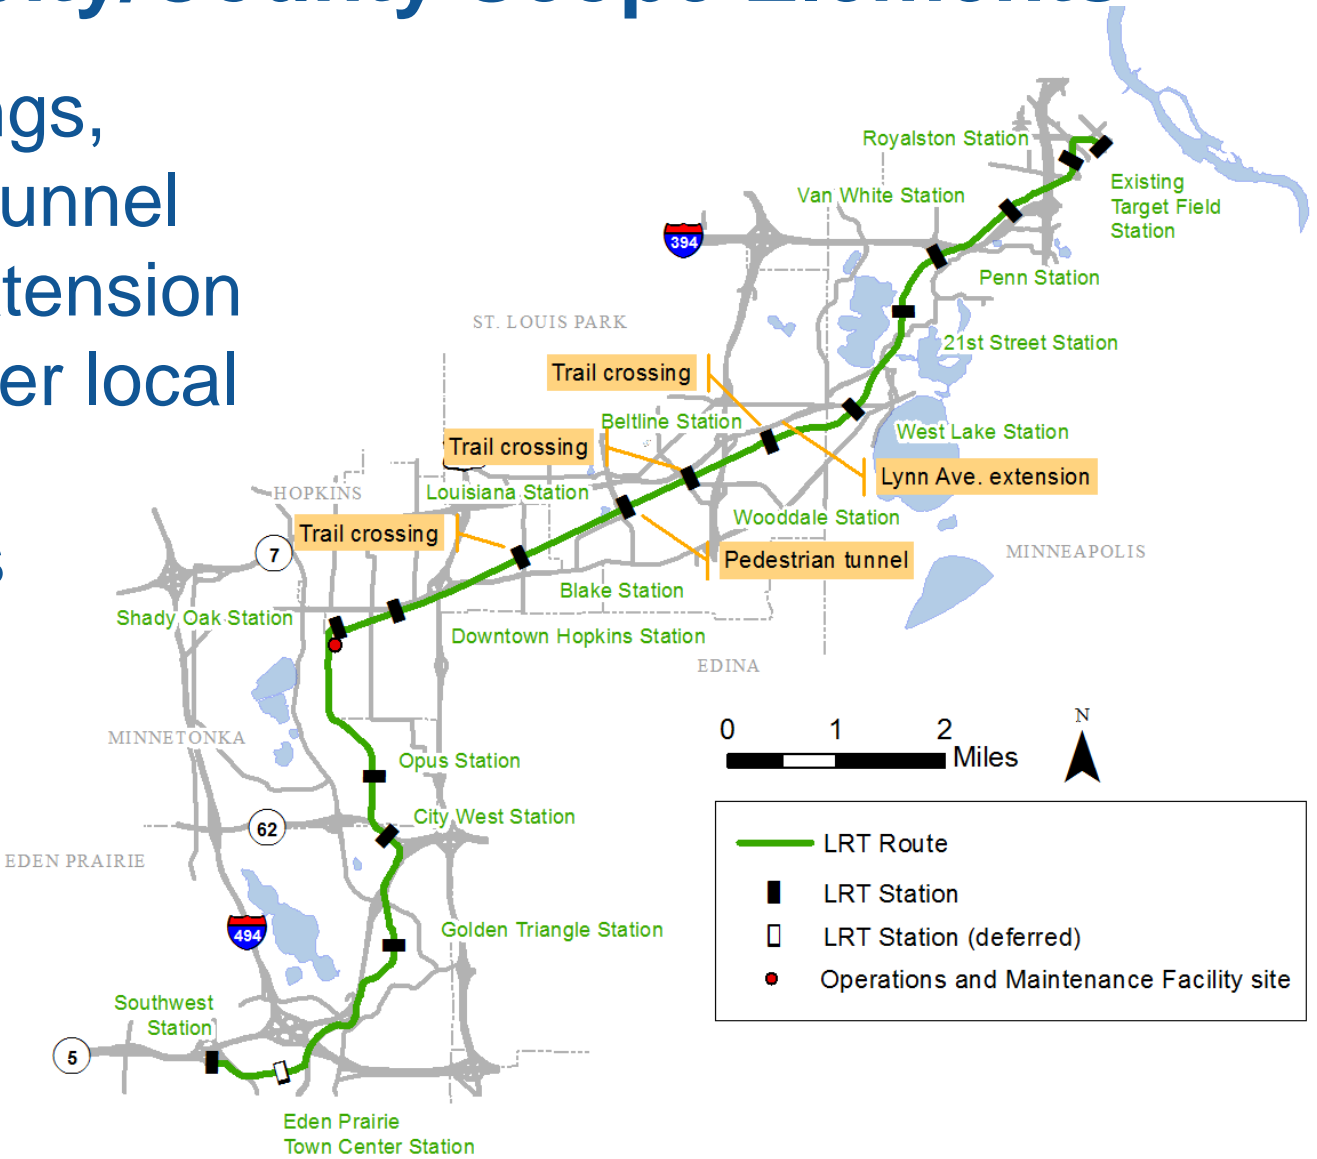 City/County Scope Elements
unnel
er local
Royalston Station
Existing
Target Field
Station
Van White Station
394
Penn Station
ST. LOUIS PARK
21st Street Station
Trail crossing
Beltline Station
West Lake Station
Trail crossing
Lynn Ave. extension
HOPKINS
Louisiana Station
Wooddale Station
Trail crossing
7
Pedestrian tunnel
MINNEAPOLIS
Blake Station
Shady Oak Station
Downtown Hopkins Station
EDINA
MINNETONKA
0 1 2
Miles
N
Opus Station
City West Station
62
EDEN PRAIRIE
LRT Route
LRT Station
LRT Station (deferred)
Operations and Maintenance Facility site
Golden Triangle Station
494
Southwest
Station
5
Eden Prairie
Town Center Station